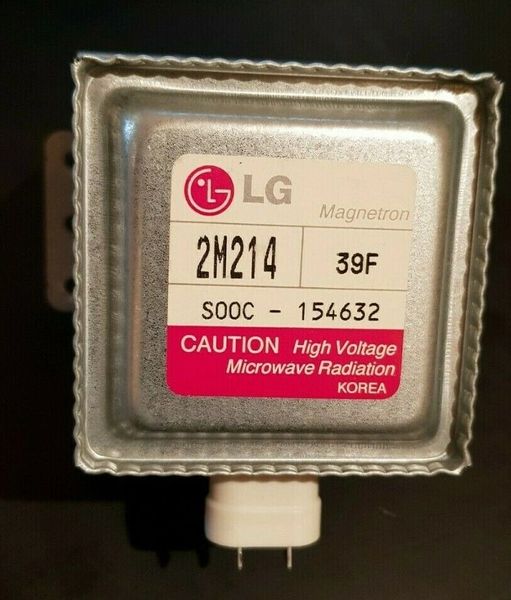 LG
Magnetron
2M214 39F
S00C - 154632
CAUTION High Voltage
Microwave Radiation
KOREA